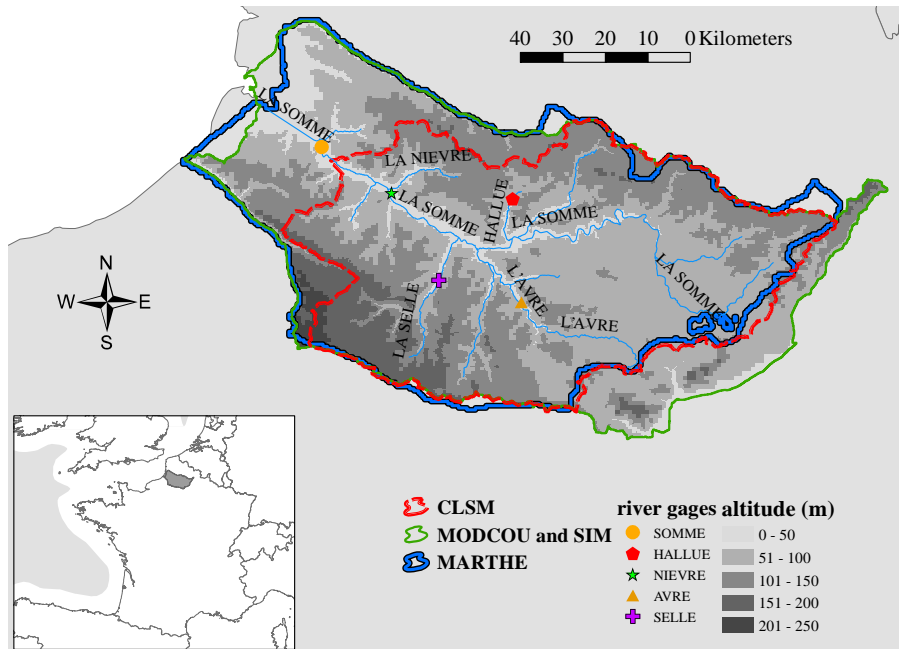 40 30 20 10 0 Kilometers
LA SOMME
LA NIEVRE
HALLUE
LA SOMME
LA SOMME
LA SOMME
L'AVRE
L'AVRE
LA SELLE
N
W E
S
CLSM
MODCOU and SIM
MARTHE
river gages
SOMME
HALLUE
NIEVRE
AVRE
SELLE
altitude (m)
0 - 50
51 - 100
101 - 150
151 - 200
201 - 250